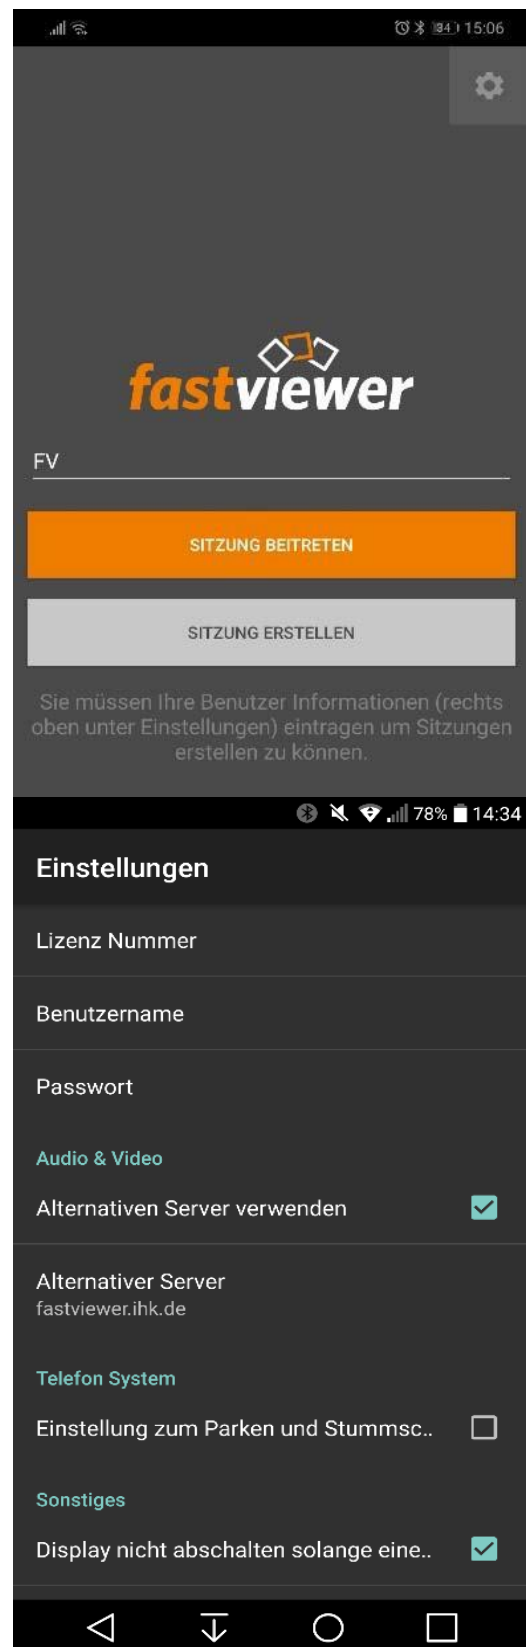 84 15:06
fastviewer
FV
SITZUNG BEITRETEN
SITZUNG ERSTELLEN
Sie müssen Ihre Benutzer Informationen (rechts
oben unter Einstellungen) eintragen um Sitzungen
erstellen zu können.
78% 14:34
Einstellungen
Lizenz Nummer
Benutzername
Passwort
Audio & Video
Alternativen Server verwenden
Alternativer Server
fastviewer.ihk.de
Telefon System
Einstellung zum Parken und Stummsc..
Sonstiges
Display nicht abschalten solange eine..